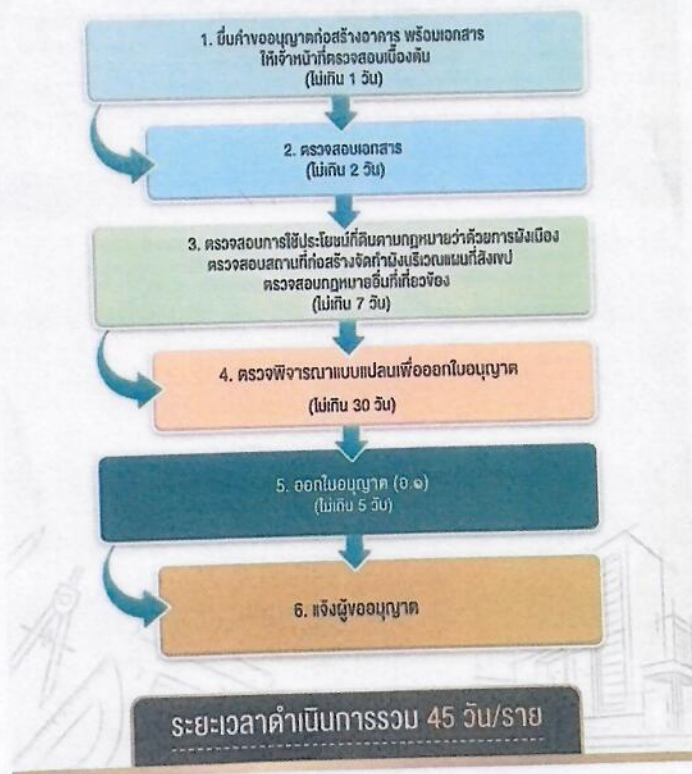 1. ยื่นคำขออนุญาตก่อสร้างอาคาร พร้อมเอกสาร
ให้เจ้าหน้าที่ตรวจสอบเบื้องต้น
(ไม่เกิน 1 วัน)
2. ตรวจสอบเอกสาร
(ไม่เกิน 2 วัน)
3. ตรวจสอบการใช้ประโยชน์ที่ดินตามกฎหมายว่าด้วยการผังเมือง
ตรวจสอบสถานที่ก่อสร้างจัดทำผังบริเวณแผนที่สังเขป
ตรวจสอบกฎหมายอื่นที่เกี่ยวข้อง
(ไม่เกิน 7 วัน)
4. ตรวจพิจารณาแบบแปลนเพื่อออกใบอนุญาต
(ไม่เกิน 30 วัน)
5. ออกใบอนุญาต (อ.๑)
(ไม่เกิน 5 วัน)
6. แจ้งผู้ขออนุญาต
ระยะเวลาดำเนินการรวม 45 วัน/ราย